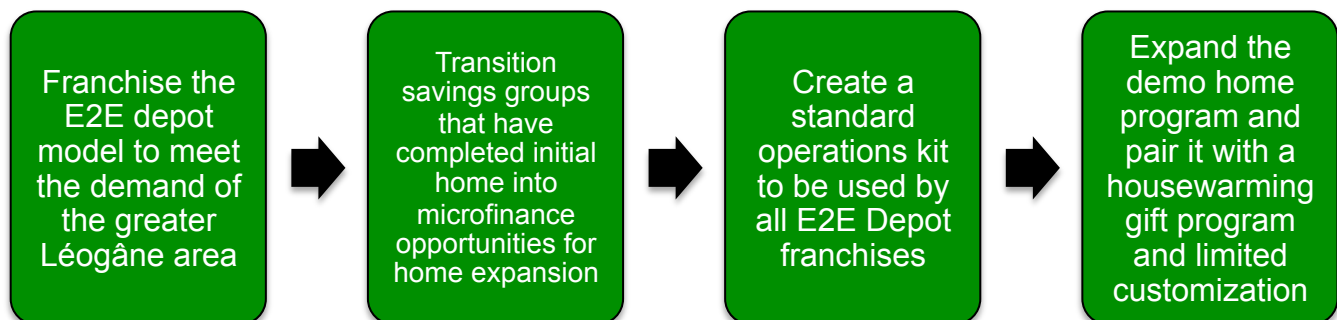 Franchise the
E2E depot
model to meet
the demand of
the greater
Léogâne area
Transition
savings groups
that have
completed initial
home into
microfinance
opportunities for
home expansion
Create a
standard
operations kit
to be used by
all E2E Depot
franchises
Expand the
demo home
program and
pair it with a
housewarming
gift program
and limited
customization